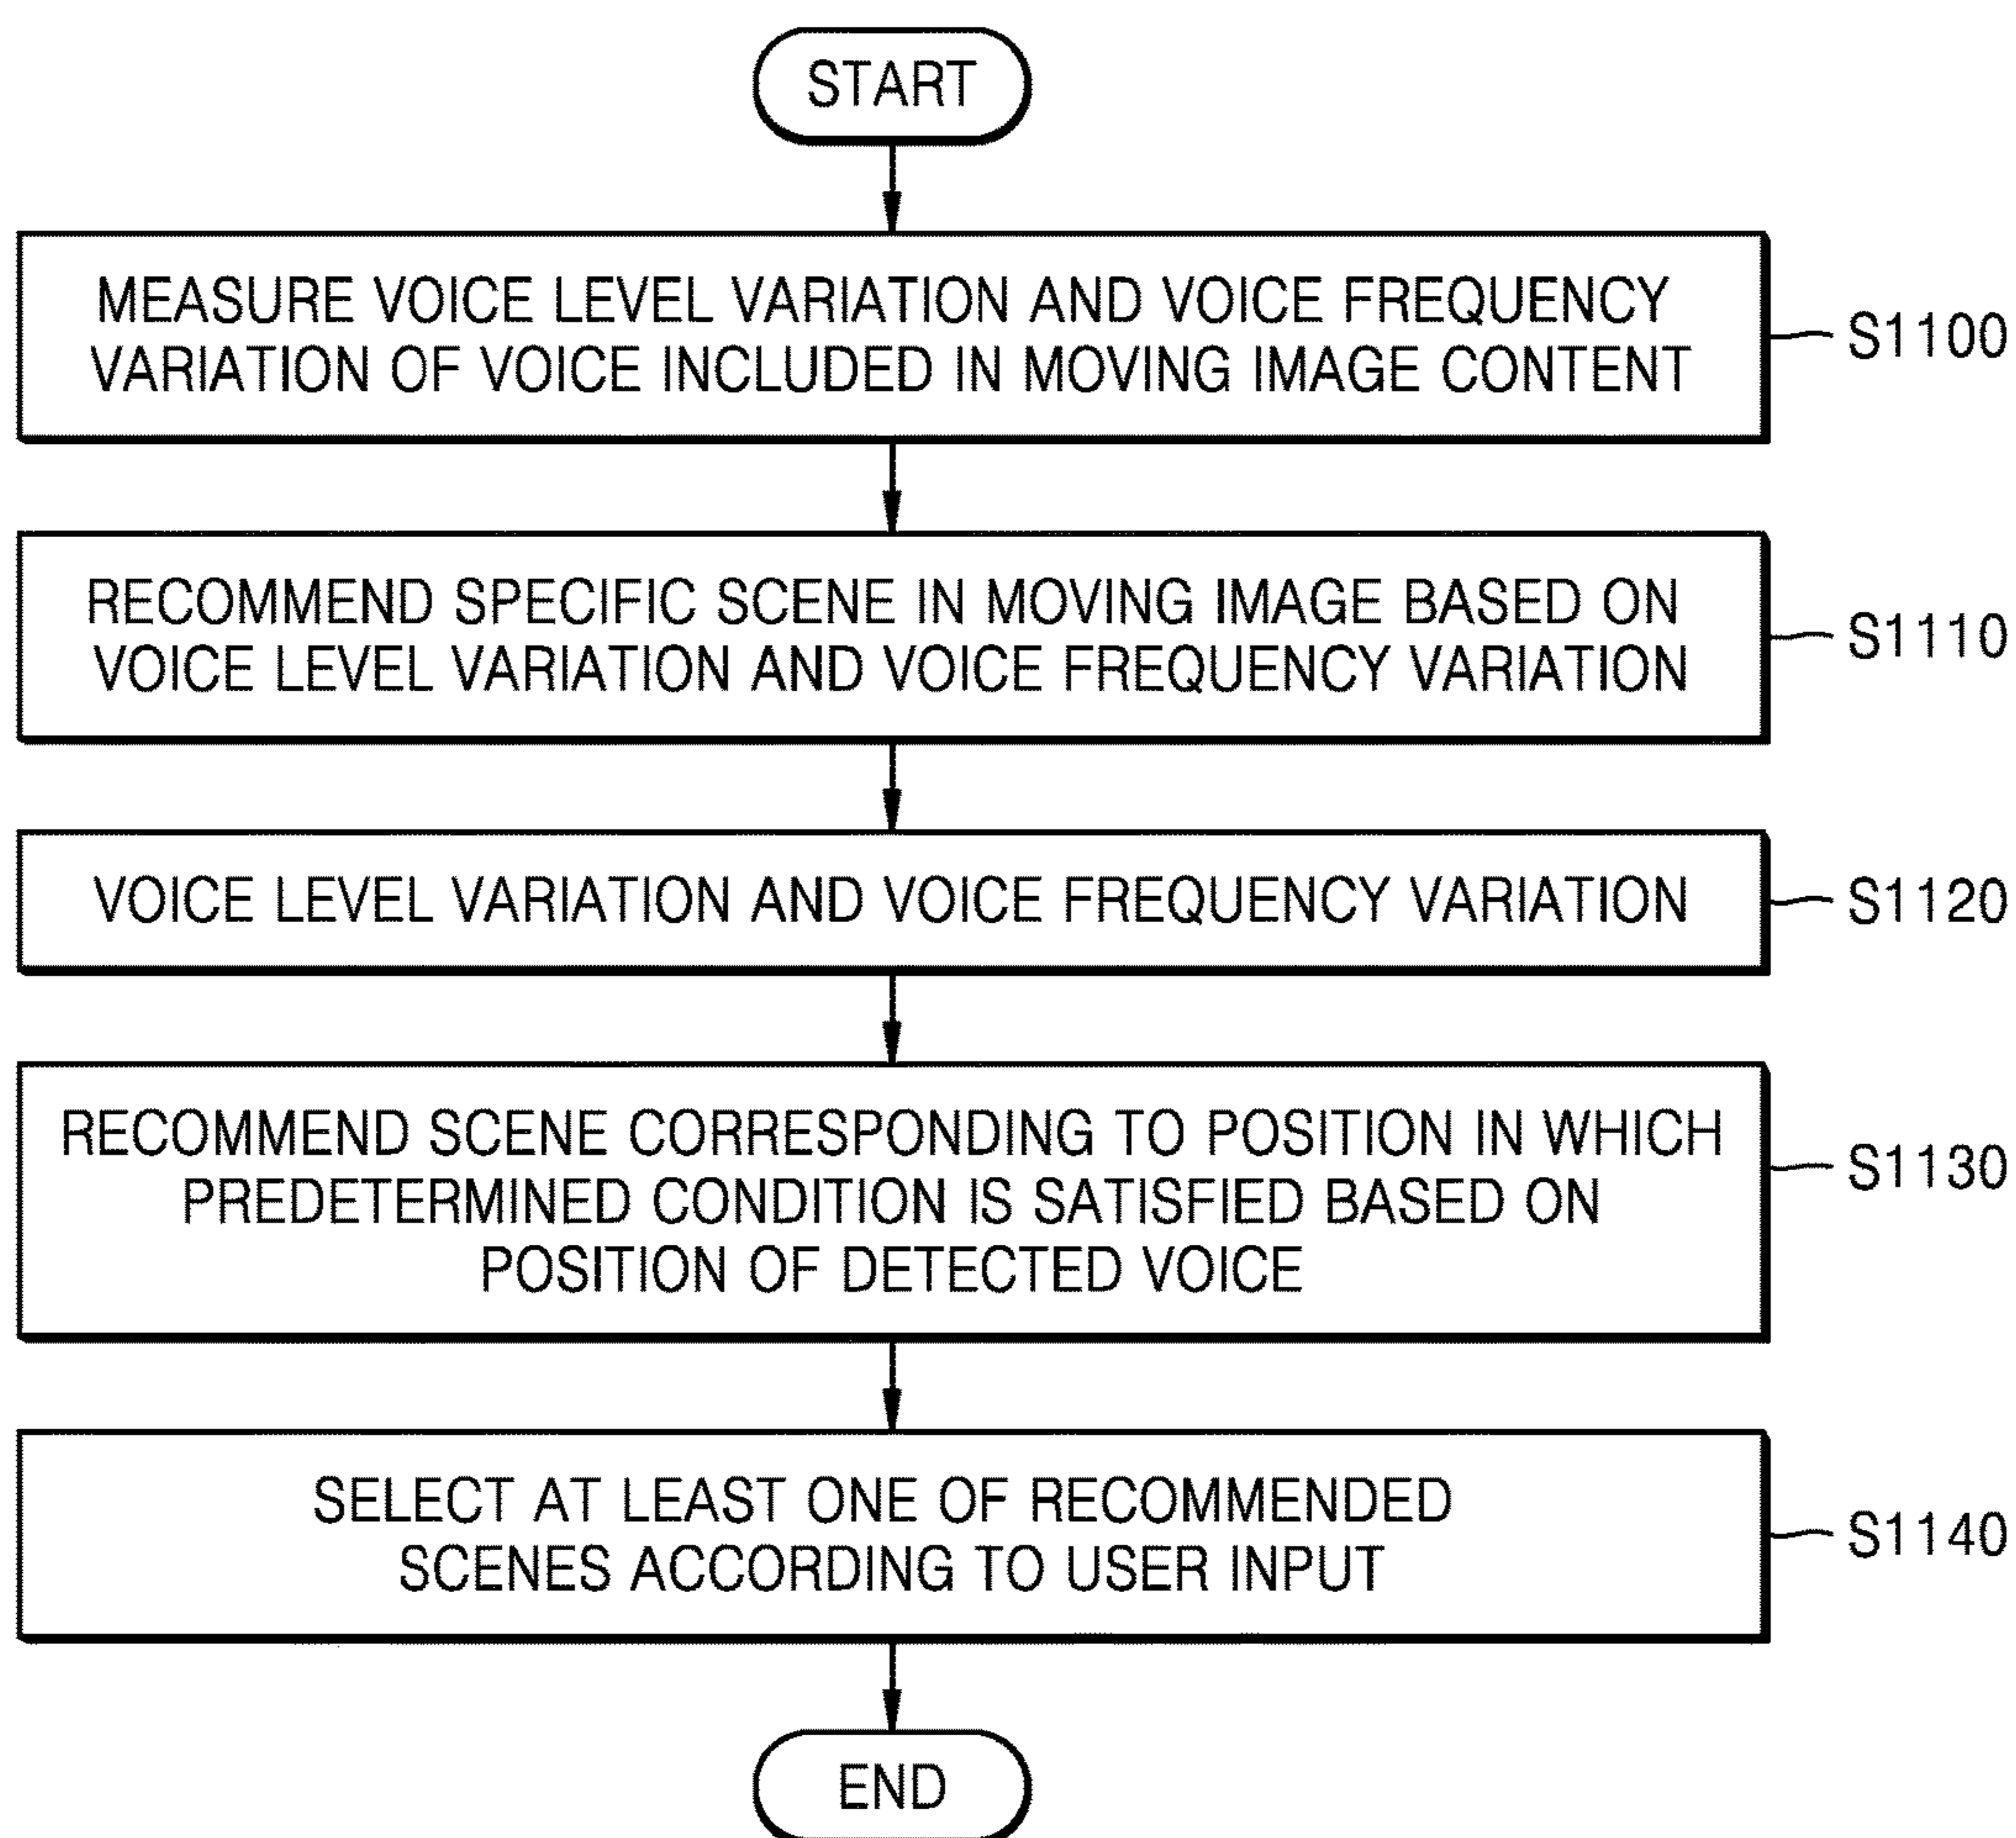 START
MEASURE VOICE LEVEL VARIATION AND VOICE FREQUENCY
VARIATION OF VOICE INCLUDED IN MOVING IMAGE CONTENT
S1100
RECOMMEND SPECIFIC SCENE IN MOVING IMAGE BASED ON
VOICE LEVEL VARIATION AND VOICE FREQUENCY VARIATION
S1110
VOICE LEVEL VARIATION AND VOICE FREQUENCY VARIATION
S1120
RECOMMEND SCENE CORRESPONDING TO POSITION IN WHICH
PREDETERMINED CONDITION IS SATISFIED BASED ON
POSITION OF DETECTED VOICE
S1130
SELECT AT LEAST ONE OF RECOMMENDED
SCENES ACCORDING TO USER INPUT
S1140
END